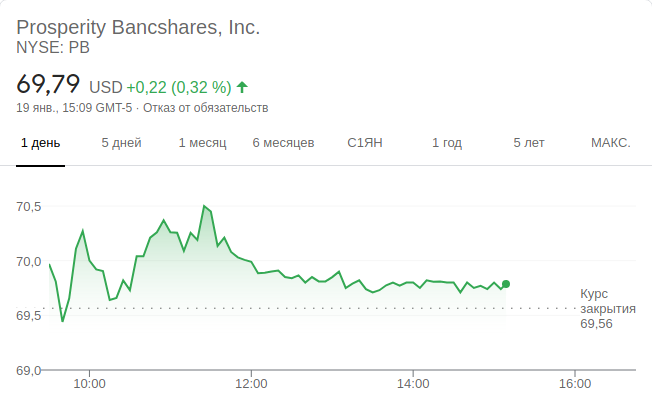 Prosperity Bancshares, Inc.
NYSE: PB
69,79 USD +0,22 (0,32 %)
19 янв., 15:09 GMT-5 · Отказ от обязательств
1 день 5 дней 1 месяц 6 месяцев С1ЯН 1 год 5 лет МАКС.
70,5
70,0
69,5
69,0
Курс
закрытия
69,56
10:00 12:00 14:00 16:00